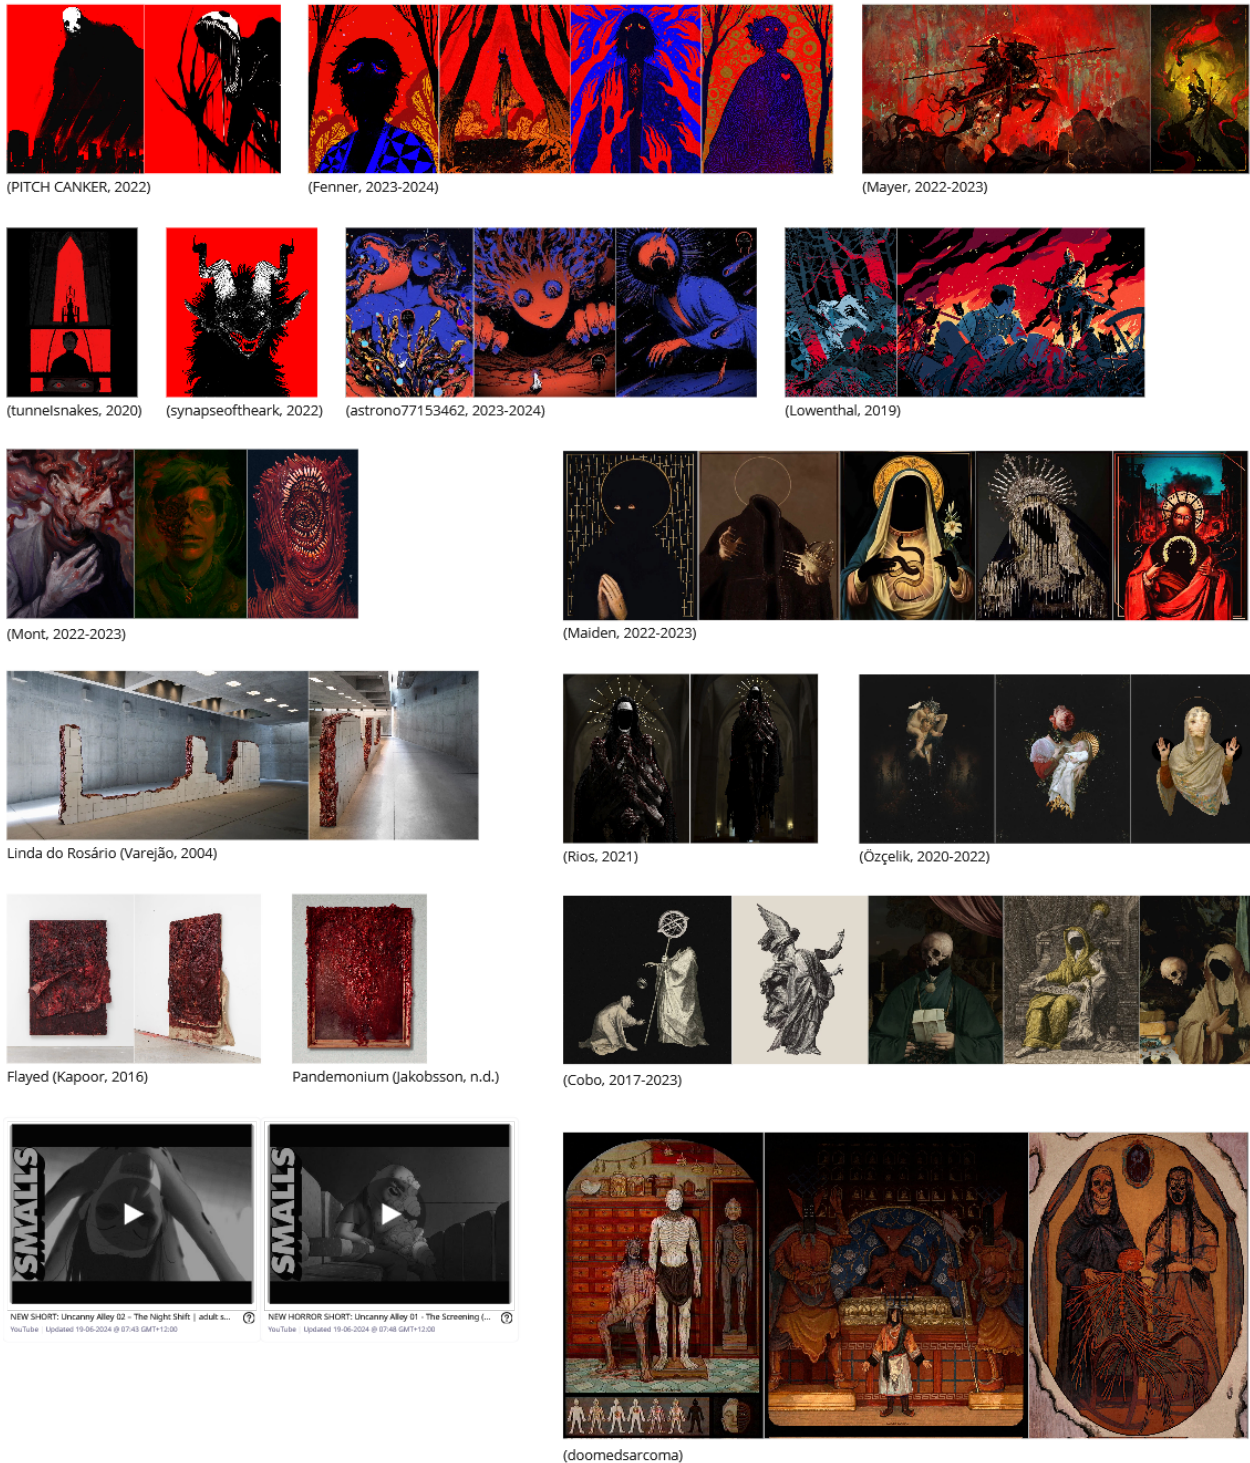 (PITCH CANKER, 2022)
(Fenner, 2023-2024)
(Mayer, 2022-2023)
(tunnelsnakes, 2020)
(synapseoftheark, 2022)
(astrono77153462, 2023-2024)
(Lowenthal, 2019)
(Mont, 2022-2023)
(Maiden, 2022-2023)
Linda do Rosário (Varejão, 2004)
(Rios, 2021)
(Özçelik, 2020-2022)
Flayed (Kapoor, 2016)
Pandemonium (Jakobsson, n.d.)
(Cobo, 2017-2023)
SMALLS
SMALLS
NEW SHORT: Uncanny Alley 02 – The Night Shift | adult s...
YouTube Updated 19-06-2024 @ 07:43 GMT+12:00
NEW HORROR SHORT: Uncanny Alley 01 - The Screening (...
YouTube Updated 19-06-2024 @ 07:48 GMT+12:00
(doomedsarcoma)